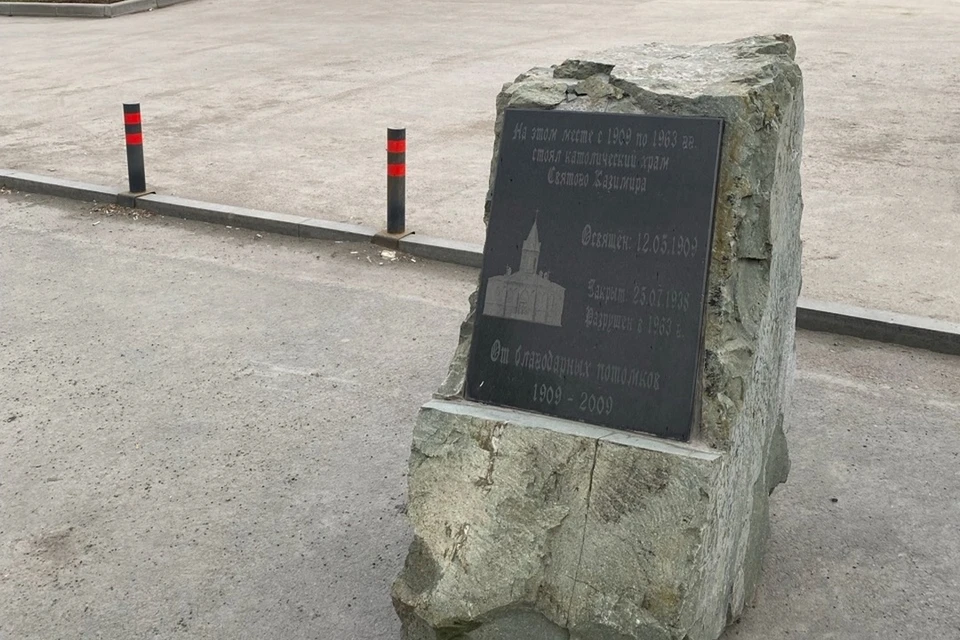 На этом месте с 1909 по 1963 гг.
стоял католический храм
Святого Казимира
Освящен: 12.05.1909
Закрыт: 25.07.1938
Разрушен в 1963 г.
От благодарных потомков
1909 - 2009